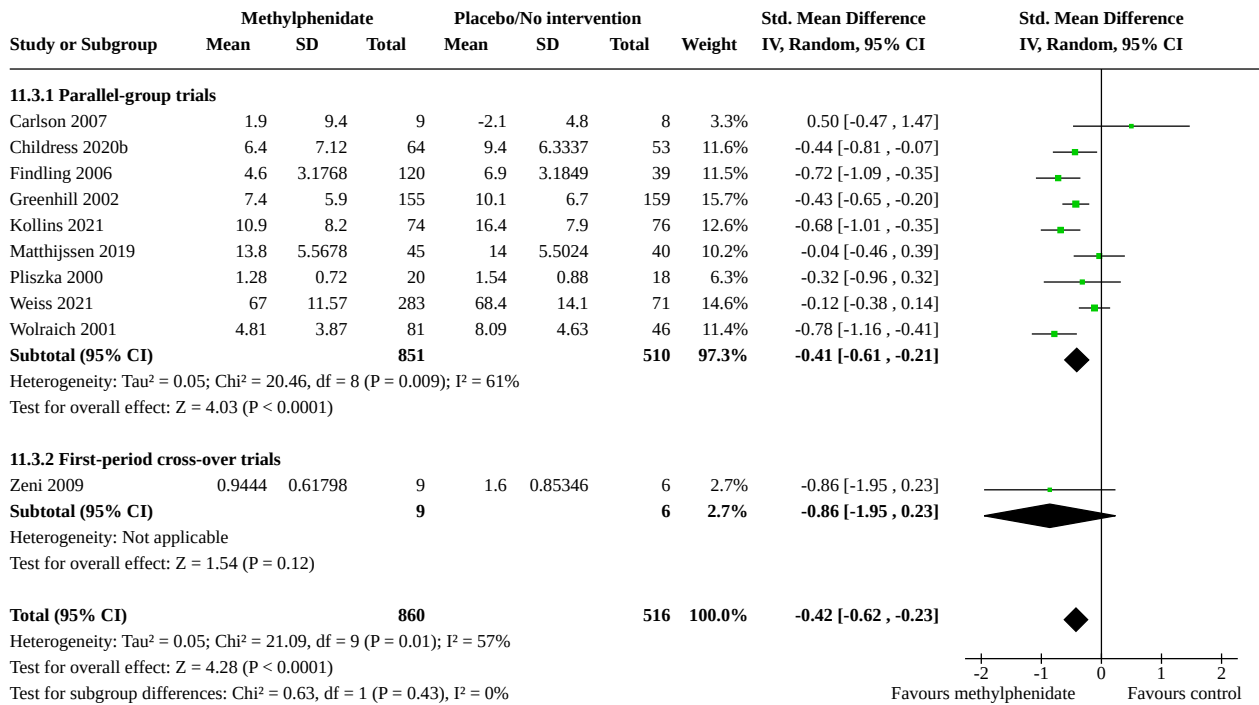 Methylphenidate Placebo/No intervention Std. Mean Difference Std. Mean Difference
Study or Subgroup Mean SD Total Mean SD Total Weight IV, Random, 95% CI IV, Random, 95% CI
11.3.1 Parallel-group trials
Carlson 2007 1.9 9.4 9 -2.1 4.8 8 3.3% 0.50 [-0.47 , 1.47]
Childress 2020b 6.4 7.12 64 9.4 6.3337 53 11.6% -0.44 [-0.81 , -0.07]
Findling 2006 4.6 3.1768 120 6.9 3.1849 39 11.5% -0.72 [-1.09 , -0.35]
Greenhill 2002 7.4 5.9 155 10.1 6.7 159 15.7% -0.43 [-0.65 , -0.20]
Kollins 2021 10.9 8.2 74 16.4 7.9 76 12.6% -0.68 [-1.01 , -0.35]
Matthijssen 2019 13.8 5.5678 45 14 5.5024 40 10.2% -0.04 [-0.46 , 0.39]
Pliszka 2000 1.28 0.72 20 1.54 0.88 18 6.3% -0.32 [-0.96 , 0.32]
Weiss 2021 67 11.57 283 68.4 14.1 71 14.6% -0.12 [-0.38 , 0.14]
Wolraich 2001 4.81 3.87 81 8.09 4.63 46 11.4% -0.78 [-1.16 , -0.41]
Subtotal (95% CI) 851 510 97.3% -0.41 [-0.61 , -0.21]
Heterogeneity: Tau² = 0.05; Chi² = 20.46, df = 8 (P = 0.009); I² = 61%
Test for overall effect: Z = 4.03 (P < 0.0001)
11.3.2 First-period cross-over trials
Zeni 2009 0.9444 0.61798 9 1.6 0.85346 6 2.7% -0.86 [-1.95 , 0.23]
Subtotal (95% CI) 9 6 2.7% -0.86 [-1.95 , 0.23]
Heterogeneity: Not applicable
Test for overall effect: Z = 1.54 (P = 0.12)
Total (95% CI) 860 516 100.0% -0.42 [-0.62 , -0.23]
Heterogeneity: Tau² = 0.05; Chi² = 21.09, df = 9 (P = 0.01); I² = 57%
Test for overall effect: Z = 4.28 (P < 0.0001) -2 -1 0 1 2
Test for subgroup differences: Chi² = 0.63, df = 1 (P = 0.43), I² = 0% Favours methylphenidate Favours control